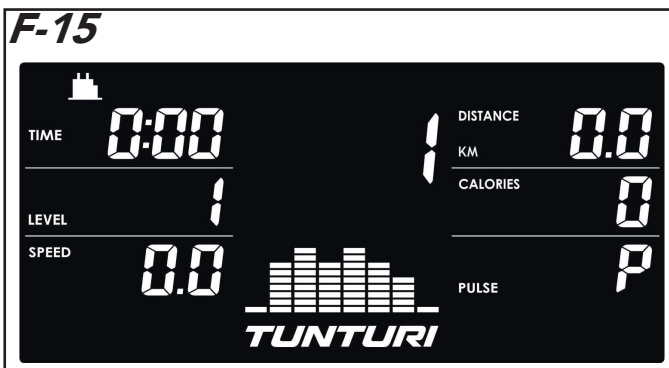 F-15
TIME 0:00
LEVEL 1
SPEED 0.0
1
DISTANCE
KM 0.0
CALORIES 0
PULSE P
TUNTURI